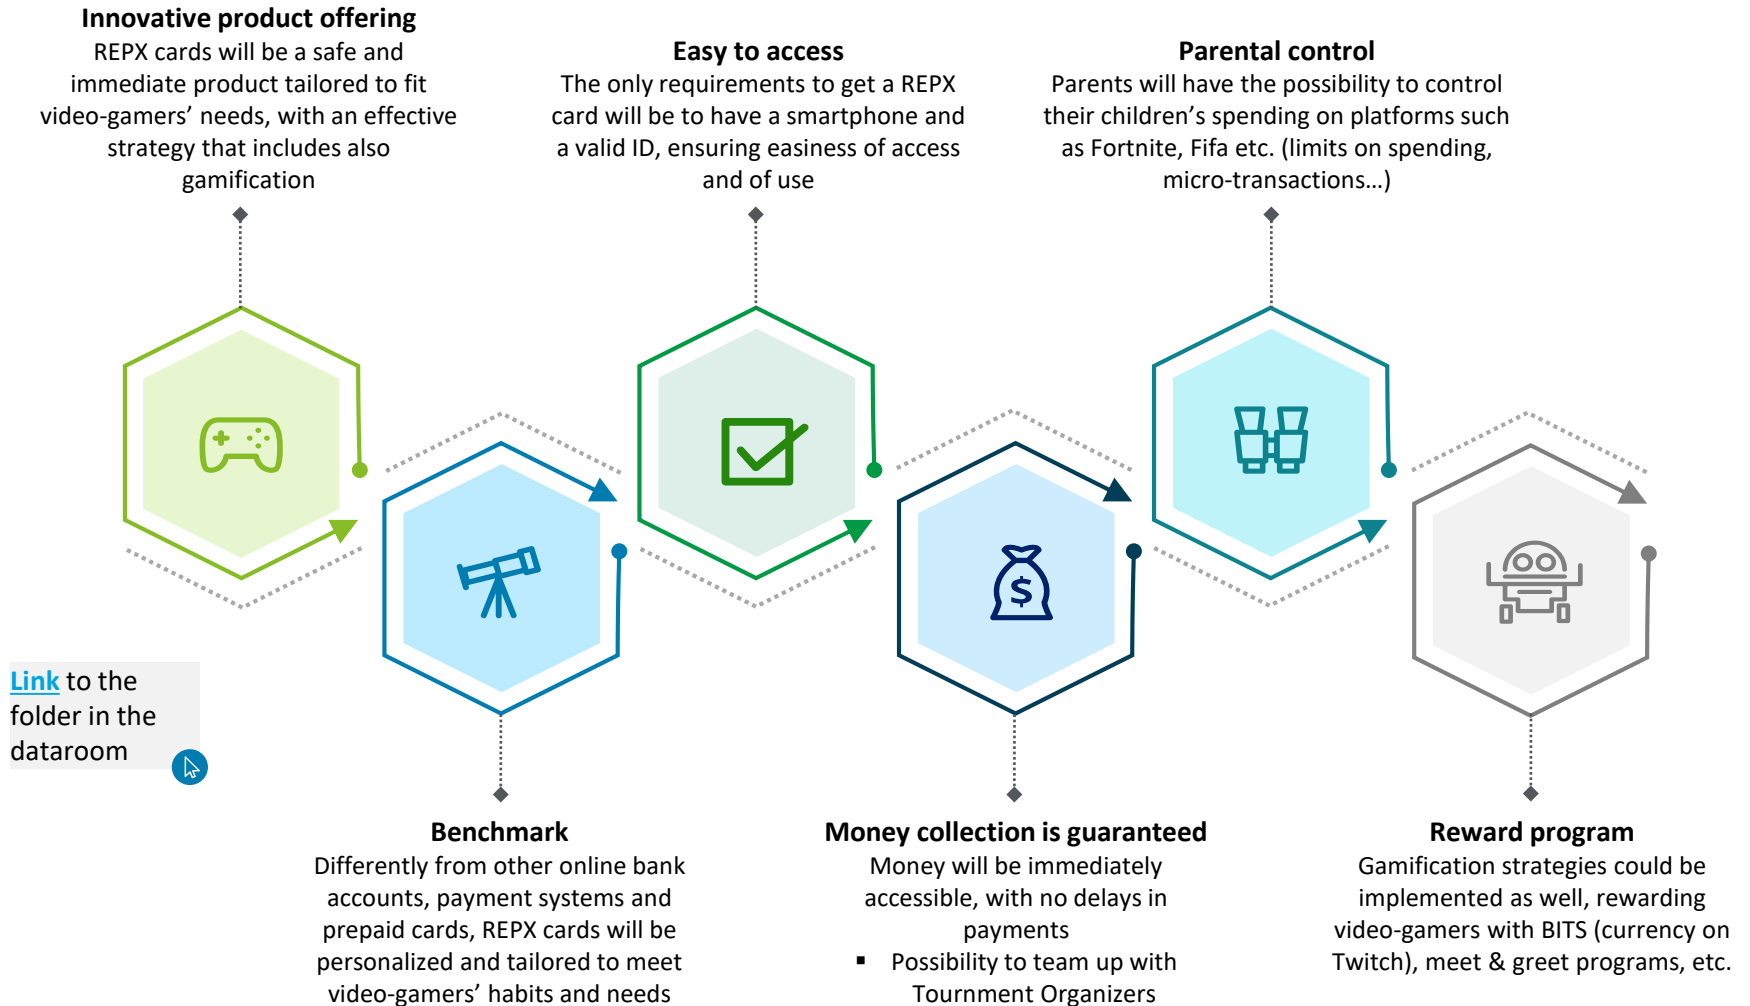 Innovative product offering
REPX cards will be a safe and
immediate product tailored to fit
video-gamers’ needs, with an effective
strategy that includes also
gamification
Easy to access
The only requirements to get a REPX
card will be to have a smartphone and
a valid ID, ensuring easiness of access
and of use
Parental control
Parents will have the possibility to control
their children’s spending on platforms such
as Fortnite, Fifa etc. (limits on spending,
micro-transactions…)
$
Link to the
folder in the
dataroom
Benchmark
Differently from other online bank
accounts, payment systems and
prepaid cards, REPX cards will be
personalized and tailored to meet
video-gamers’ habits and needs
Money collection is guaranteed
Money will be immediately
accessible, with no delays in
payments
▪ Possibility to team up with
Tournment Organizers
Reward program
Gamification strategies could be
implemented as well, rewarding
video-gamers with BITS (currency on
Twitch), meet & greet programs, etc.